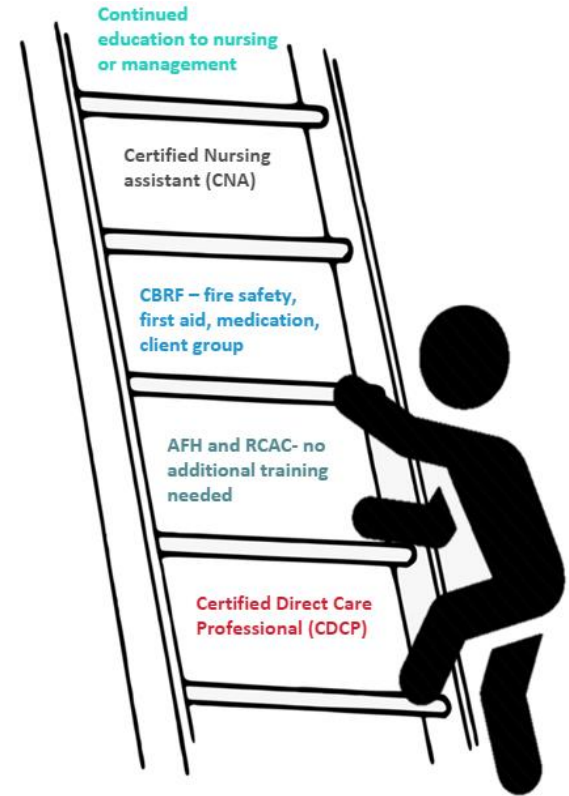 Continued
education to nursing
or management
Certified Nursing
assistant (CNA)
CBRF – fire safety,
first aid, medication,
client group
AFH and RCAC- no
additional training
needed
Certified Direct Care
Professional (CDCP)